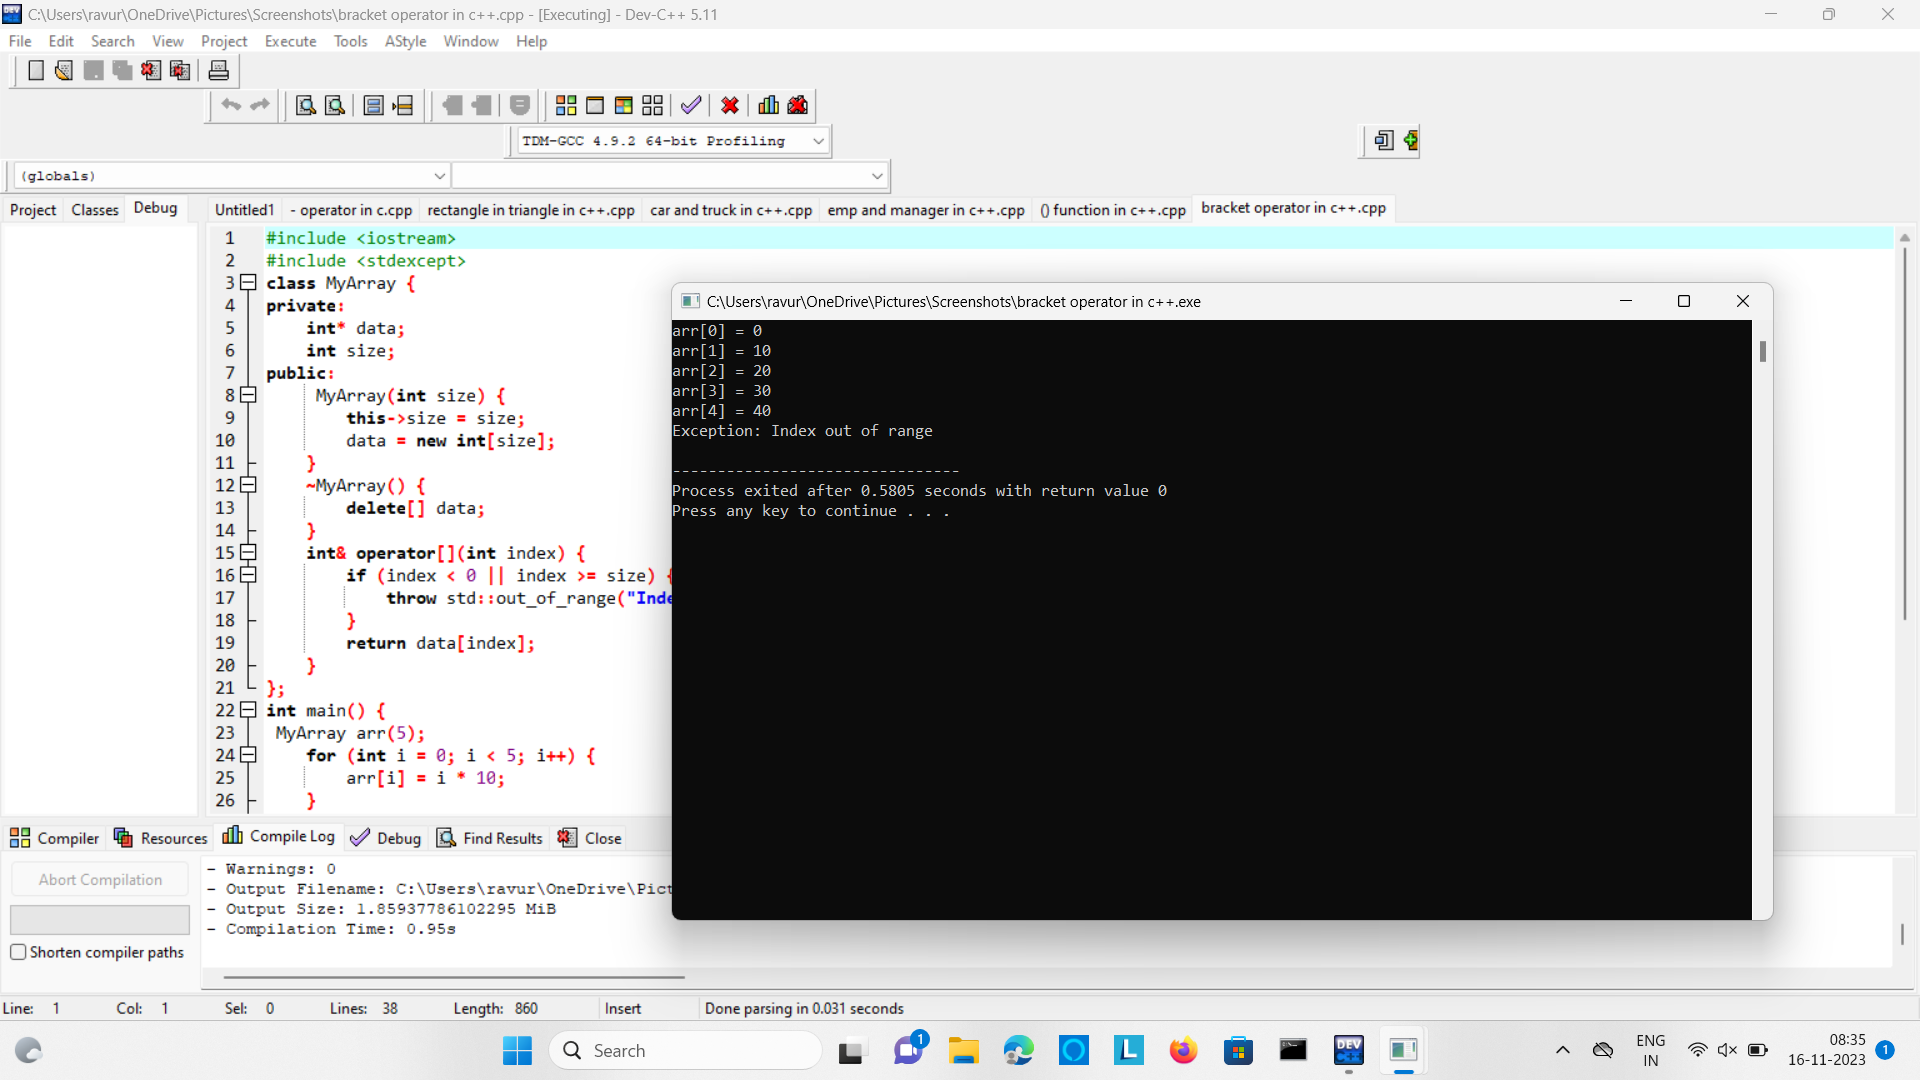 C:\Users\ravur\OneDrive\Pictures\Screenshots\bracket operator in c++.cpp - [Executing] - Dev-C++ 5.11
File Edit Search View Project Execute Tools AStyle Window Help
TDM-GCC 4.9.2 64-bit Profiling
(globals)
Project Classes Debug
Untitled1 - operator in c.cpp rectangle in triangle in c++.cpp car and truck in c++.cpp emp and manager in c++.cpp () function in c++.cpp bracket operator in c++.cpp
1 #include <iostream>
2 #include <stdexcept>
3 class MyArray {
4 private:
5 int* data;
6 int size;
7 public:
8 MyArray(int size) {
9 this->size = size;
10 data = new int[size];
11 }
12 ~MyArray() {
13 delete[] data;
14 }
15 int& operator[](int index) {
16 if (index < 0 || index >= size) {
17 throw std::out_of_range("Inde
18 }
19 return data[index];
20 }
21 };
22 int main() {
23 MyArray arr(5);
24 for (int i = 0; i < 5; i++) {
25 arr[i] = i * 10;
26 }
C:\Users\ravur\OneDrive\Pictures\Screenshots\bracket operator in c++.exe
arr[0] = 0
arr[1] = 10
arr[2] = 20
arr[3] = 30
arr[4] = 40
Exception: Index out of range
--------------------------------
Process exited after 0.5805 seconds with return value 0
Press any key to continue . . .
Compiler Resources Compile Log Debug Find Results Close
Abort Compilation
Shorten compiler paths
- Warnings: 0
- Output Filename: C:\Users\ravur\OneDrive\Pict
- Output Size: 1.85937786102295 MiB
- Compilation Time: 0.95s
Line: 1 Col: 1 Sel: 0 Lines: 38 Length: 860 Insert Done parsing in 0.031 seconds
Search
1
L
DEV
C++
ENG
IN
08:35
16-11-2023
1